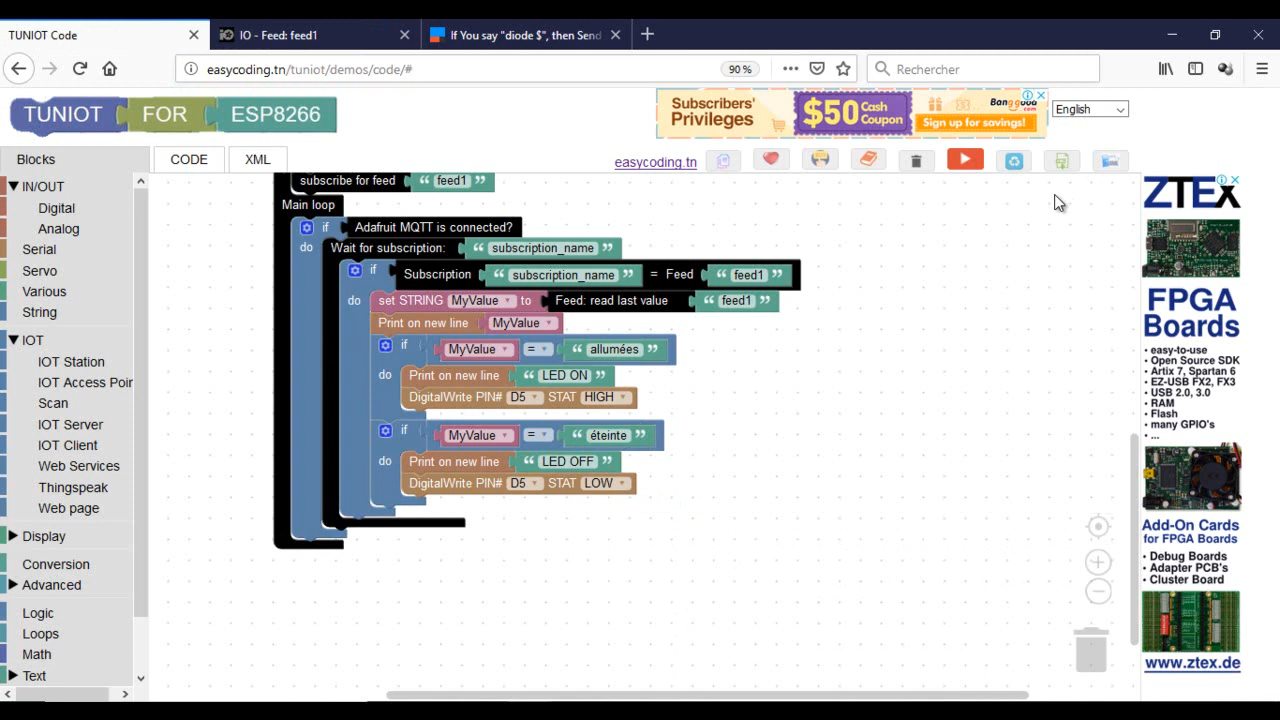 TUNIOT Code
IO - Feed: feed1
If You say "diode $", then Send
easycoding.tn/tuniot/demos/code/#
90 %
Rechercher
TUNIOT FOR ESP8266
Subscribers' Privileges
$50 Cash Coupon
Banggood.com
Sign up for savings!
English
Blocks
CODE
XML
easycoding.tn
IN/OUT
Digital
Analog
Serial
Servo
Various
String
IOT
IOT Station
IOT Access Poin
Scan
IOT Server
IOT Client
Web Services
Thingspeak
Web page
Display
Conversion
Advanced
Logic
Loops
Math
Text
subscribe for feed “ feed1 ”
Main loop
if Adafruit MQTT is connected?
do Wait for subscription: “ subscription_name ”
if Subscription “ subscription_name ” = Feed “ feed1 ”
do set STRING MyValue to Feed: read last value “ feed1 ”
Print on new line MyValue
if MyValue = “ allumées ”
do Print on new line “ LED ON ”
DigitalWrite PIN# D5 STAT HIGH
if MyValue = “ éteinte ”
do Print on new line “ LED OFF ”
DigitalWrite PIN# D5 STAT LOW
ZTEX
FPGA
Boards
• easy-to-use
• Open Source SDK
• Artix 7, Spartan 6
• EZ-USB FX2, FX3
• USB 2.0, 3.0
• RAM
• Flash
• many GPIO's
• ...
Add-On Cards
for FPGA Boards
• Debug Boards
• Adapter PCB's
• Cluster Board
www.ztex.de